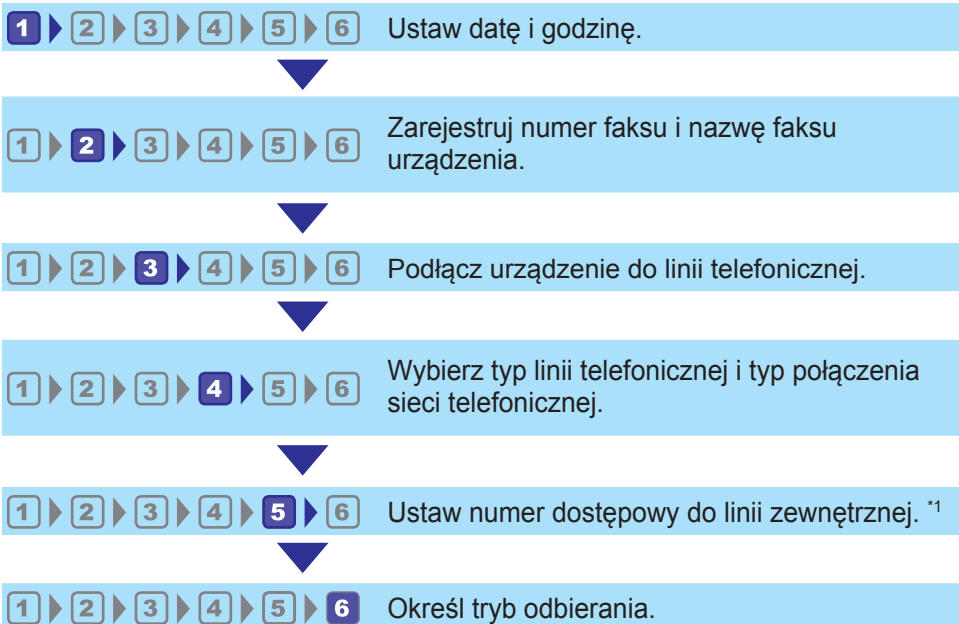 1 2 3 4 5 6 Ustaw datę i godzinę.
1 2 3 4 5 6 Zarejestruj numer faksu i nazwę faksu
urządzenia.
1 2 3 4 5 6 Podłącz urządzenie do linii telefonicznej.
1 2 3 4 5 6 Wybierz typ linii telefonicznej i typ połączenia
sieci telefonicznej.
1 2 3 4 5 6 Ustaw numer dostępowy do linii zewnętrznej. *1
1 2 3 4 5 6 Określ tryb odbierania.